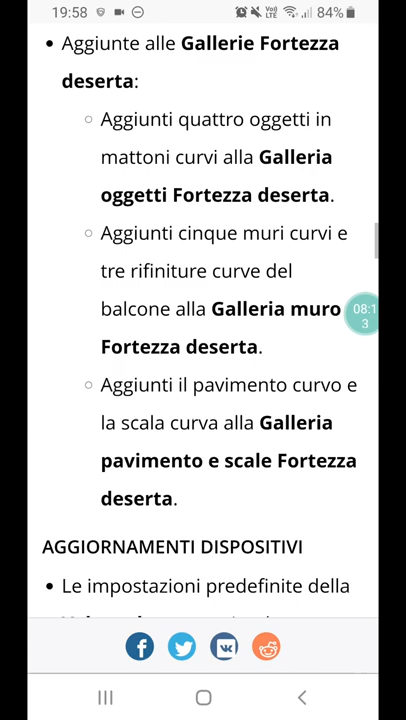 19:58 84%
Aggiunte alle Gallerie Fortezza
deserta:
Aggiunti quattro oggetti in
mattoni curvi alla Galleria
oggetti Fortezza deserta.
Aggiunti cinque muri curvi e
tre rifiniture curve del
balcone alla Galleria muro
Fortezza deserta.
08:1
3
Aggiunti il pavimento curvo e
la scala curva alla Galleria
pavimento e scale Fortezza
deserta.
AGGIORNAMENTI DISPOSITIVI
Le impostazioni predefinite della